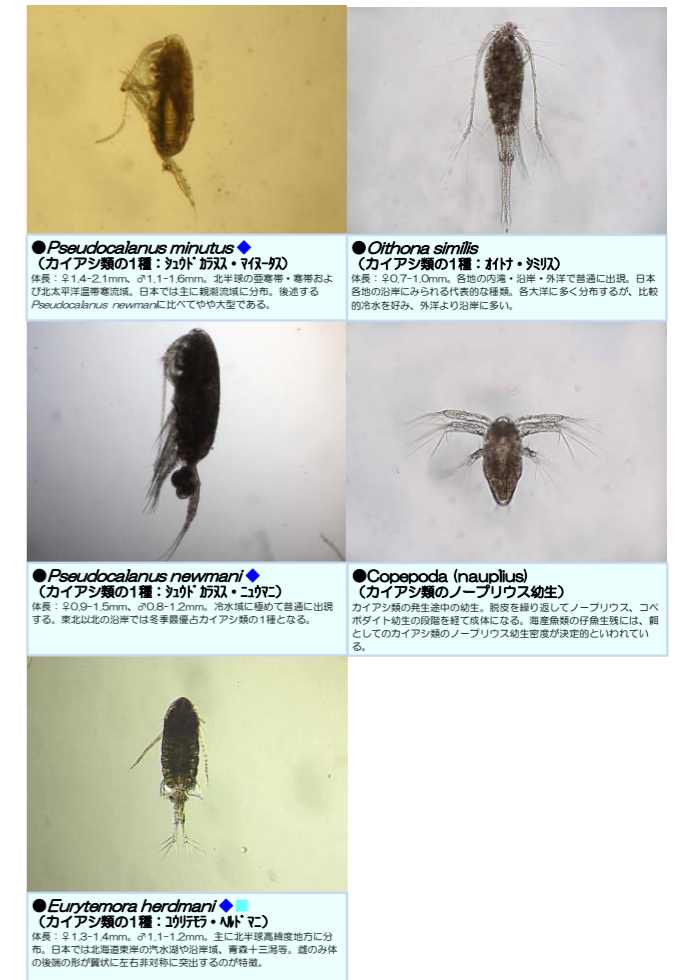 ●Pseudocalanus minutus ◆
（カイアシ類の1種：ｼｭｳﾄﾞｶﾗﾇｽ・ﾏｲﾇｰﾀｽ）
体長：♀1.4-2.1mm、♂1.1-1.6mm。北半球の亜寒帯・寒帯およ
び北太平洋温帯寒流域。日本では主に親潮流域に分布。後述する
Pseudocalanus newmaniに比べてやや大型である。
●Oithona similis
（カイアシ類の1種：ｵｲﾄﾅ・ｼﾐﾘｽ）
体長：♀0.7-1.0mm。各地の内湾・沿岸・外洋で普通に出現。日本
各地の沿岸にみられる代表的な種類。各大洋に多く分布するが、比較
的冷水を好み、外洋より沿岸に多い。
●Pseudocalanus newmani ◆
（カイアシ類の1種：ｼｭｳﾄﾞｶﾗﾇｽ・ﾆｭｳﾏﾆ）
体長：♀0.9-1.5mm、♂0.8-1.2mm。冷水域に極めて普通に出現
する。東北以北の沿岸では冬季最優占カイアシ類の1種となる。
●Copepoda (nauplius)
（カイアシ類のノープリウス幼生）
カイアシ類の発生途中の幼生。脱皮を繰り返してノープリウス、コペ
ポダイト幼生の段階を経て成体になる。海産魚類の仔魚生残には、餌
としてのカイアシ類のノープリウス幼生密度が決定的といわれてい
る。
●Eurytemora herdmani ◆■
（カイアシ類の1種：ﾕｳﾘﾃﾓﾗ・ﾍﾙﾄﾞﾏﾆ）
体長：♀1.3-1.4mm。♂1.1-1.2mm。主に北半球高緯度地方に分
布。日本では北海道東岸の汽水湖や沿岸域、青森十三潟等。雌のみ体
の後端の形が翼状に左右非対称に突出するのが特徴。